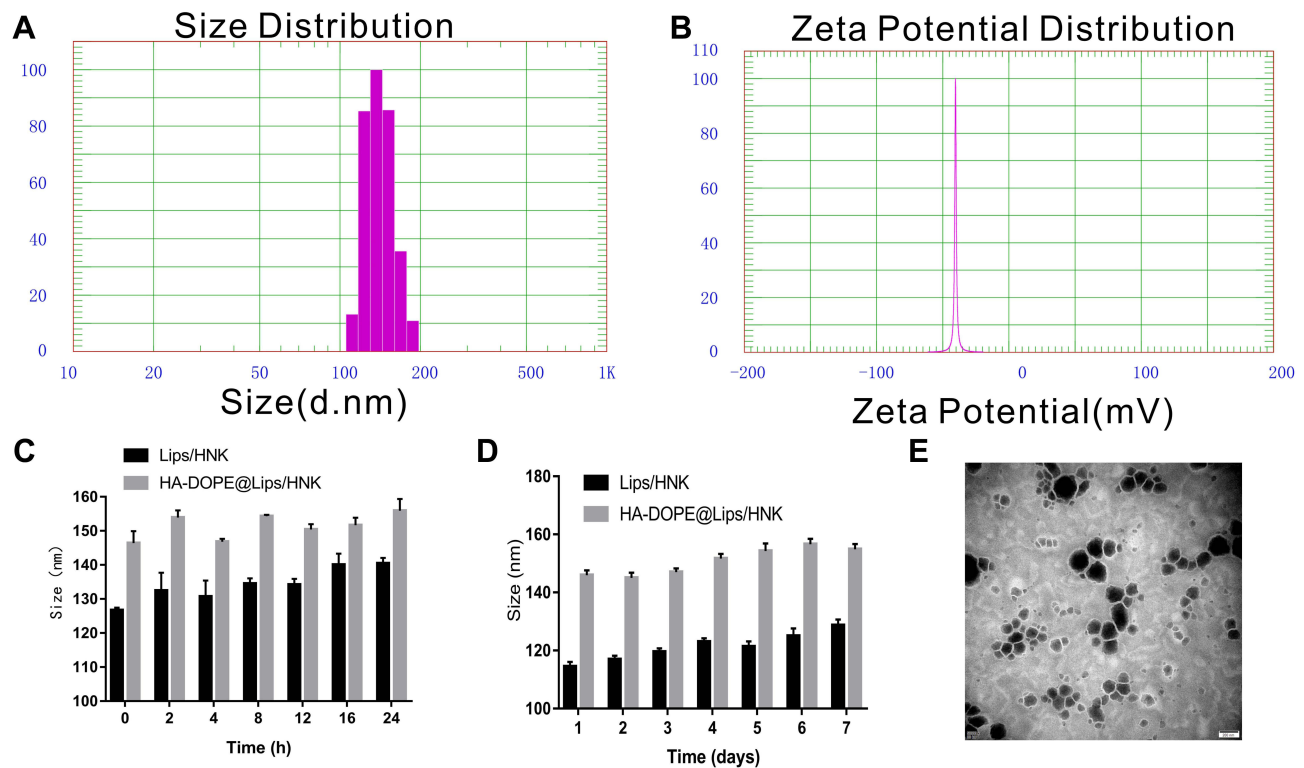 A
Size Distribution
100
80
60
40
20
0
10 20 50 100 200 500 1K
Size(d.nm)
B
Zeta Potential Distribution
110
100
80
60
40
20
0
-200 -100 0 100 200
Zeta Potential(mV)
C
Lips/HNK
HA-DOPE@Lips/HNK
Size (nm)
160
150
140
130
120
110
100
0 2 4 8 12 16 24
Time (h)
D
Lips/HNK
HA-DOPE@Lips/HNK
Size (nm)
180
160
140
120
100
1 2 3 4 5 6 7
Time (days)
E